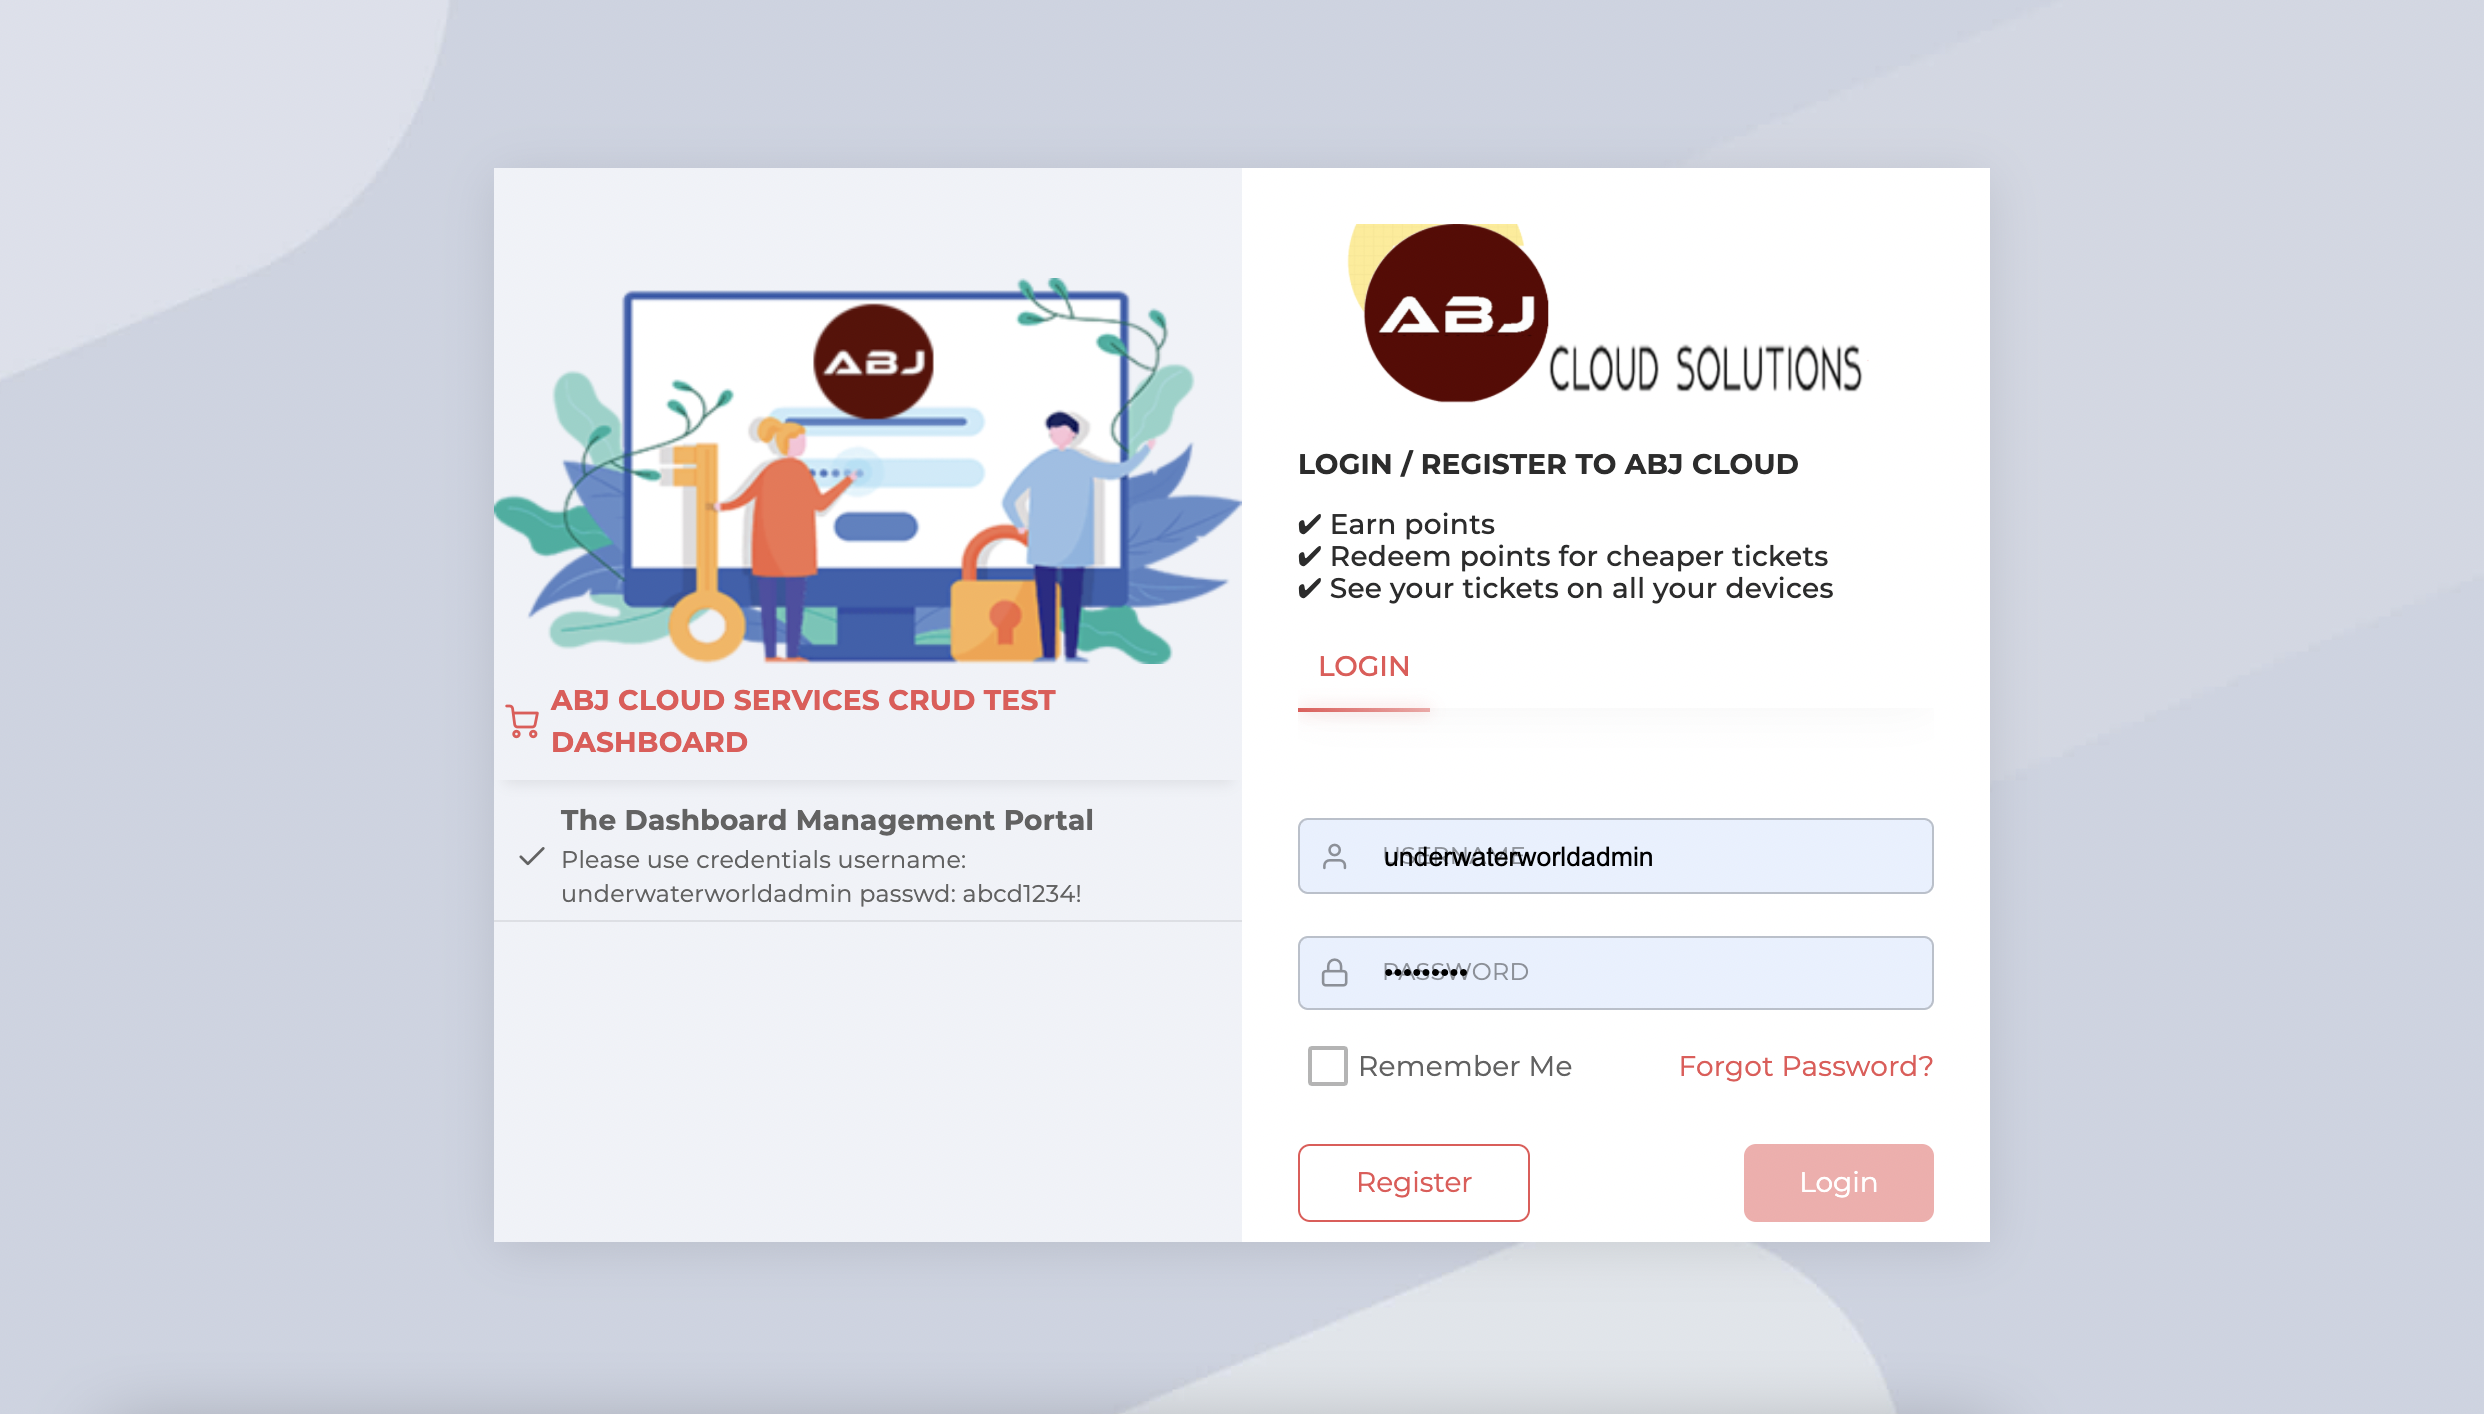 ABJ
ABJ CLOUD SERVICES CRUD TEST
DASHBOARD
The Dashboard Management Portal
Please use credentials username:
underwaterworldadmin passwd: abcd1234!
ABJ
CLOUD SOLUTIONS
LOGIN / REGISTER TO ABJ CLOUD
✔ Earn points
✔ Redeem points for cheaper tickets
✔ See your tickets on all your devices
LOGIN
USERNAME
underwaterworldadmin
PASSWORD
•••••••••
Remember Me
Forgot Password?
Register
Login